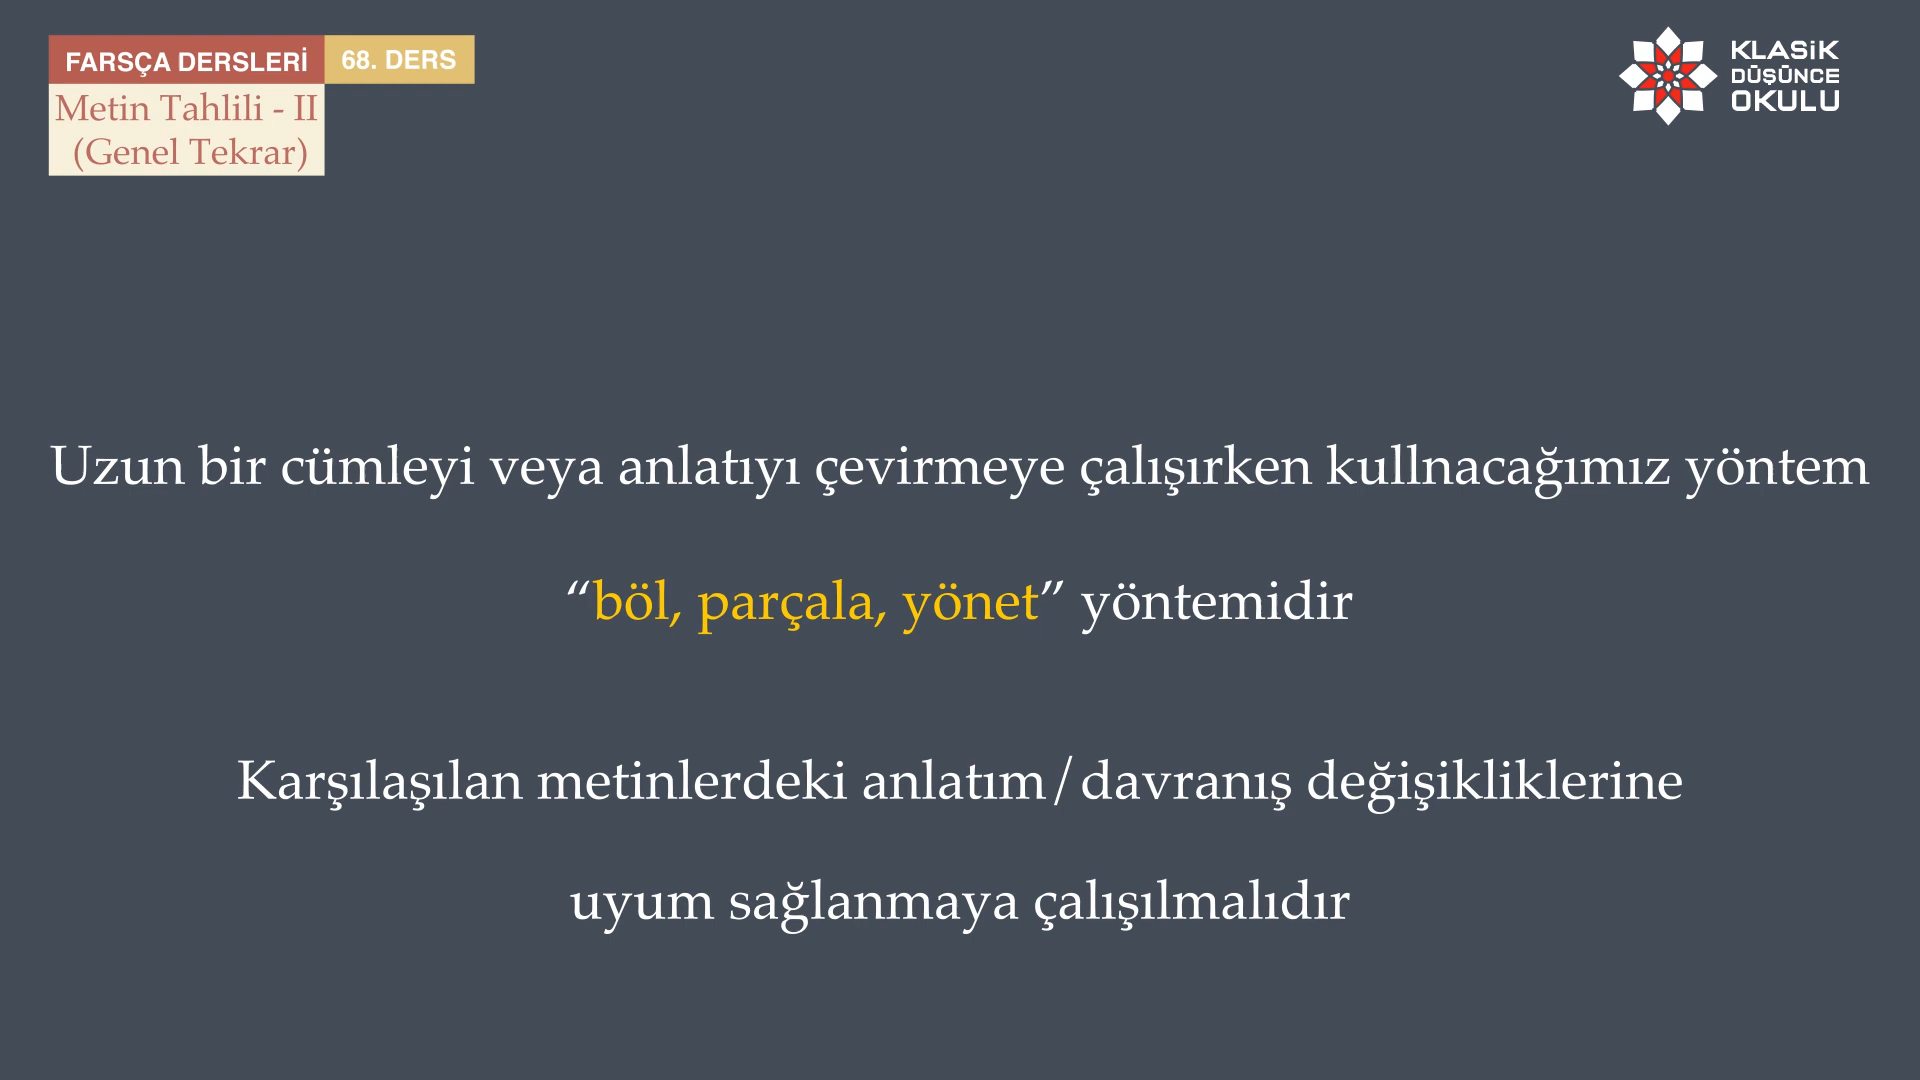 FARSÇA DERSLERİ
68. DERS
Metin Tahlili - II
(Genel Tekrar)
KLASiK
DÜŞÜNCE
OKULU
Uzun bir cümleyi veya anlatıyı çevirmeye çalışırken kullnacağımız yöntem
“böl, parçala, yönet” yöntemidir
Karşılaşılan metinlerdeki anlatım/davranış değişikliklerine
uyum sağlanmaya çalışılmalıdır